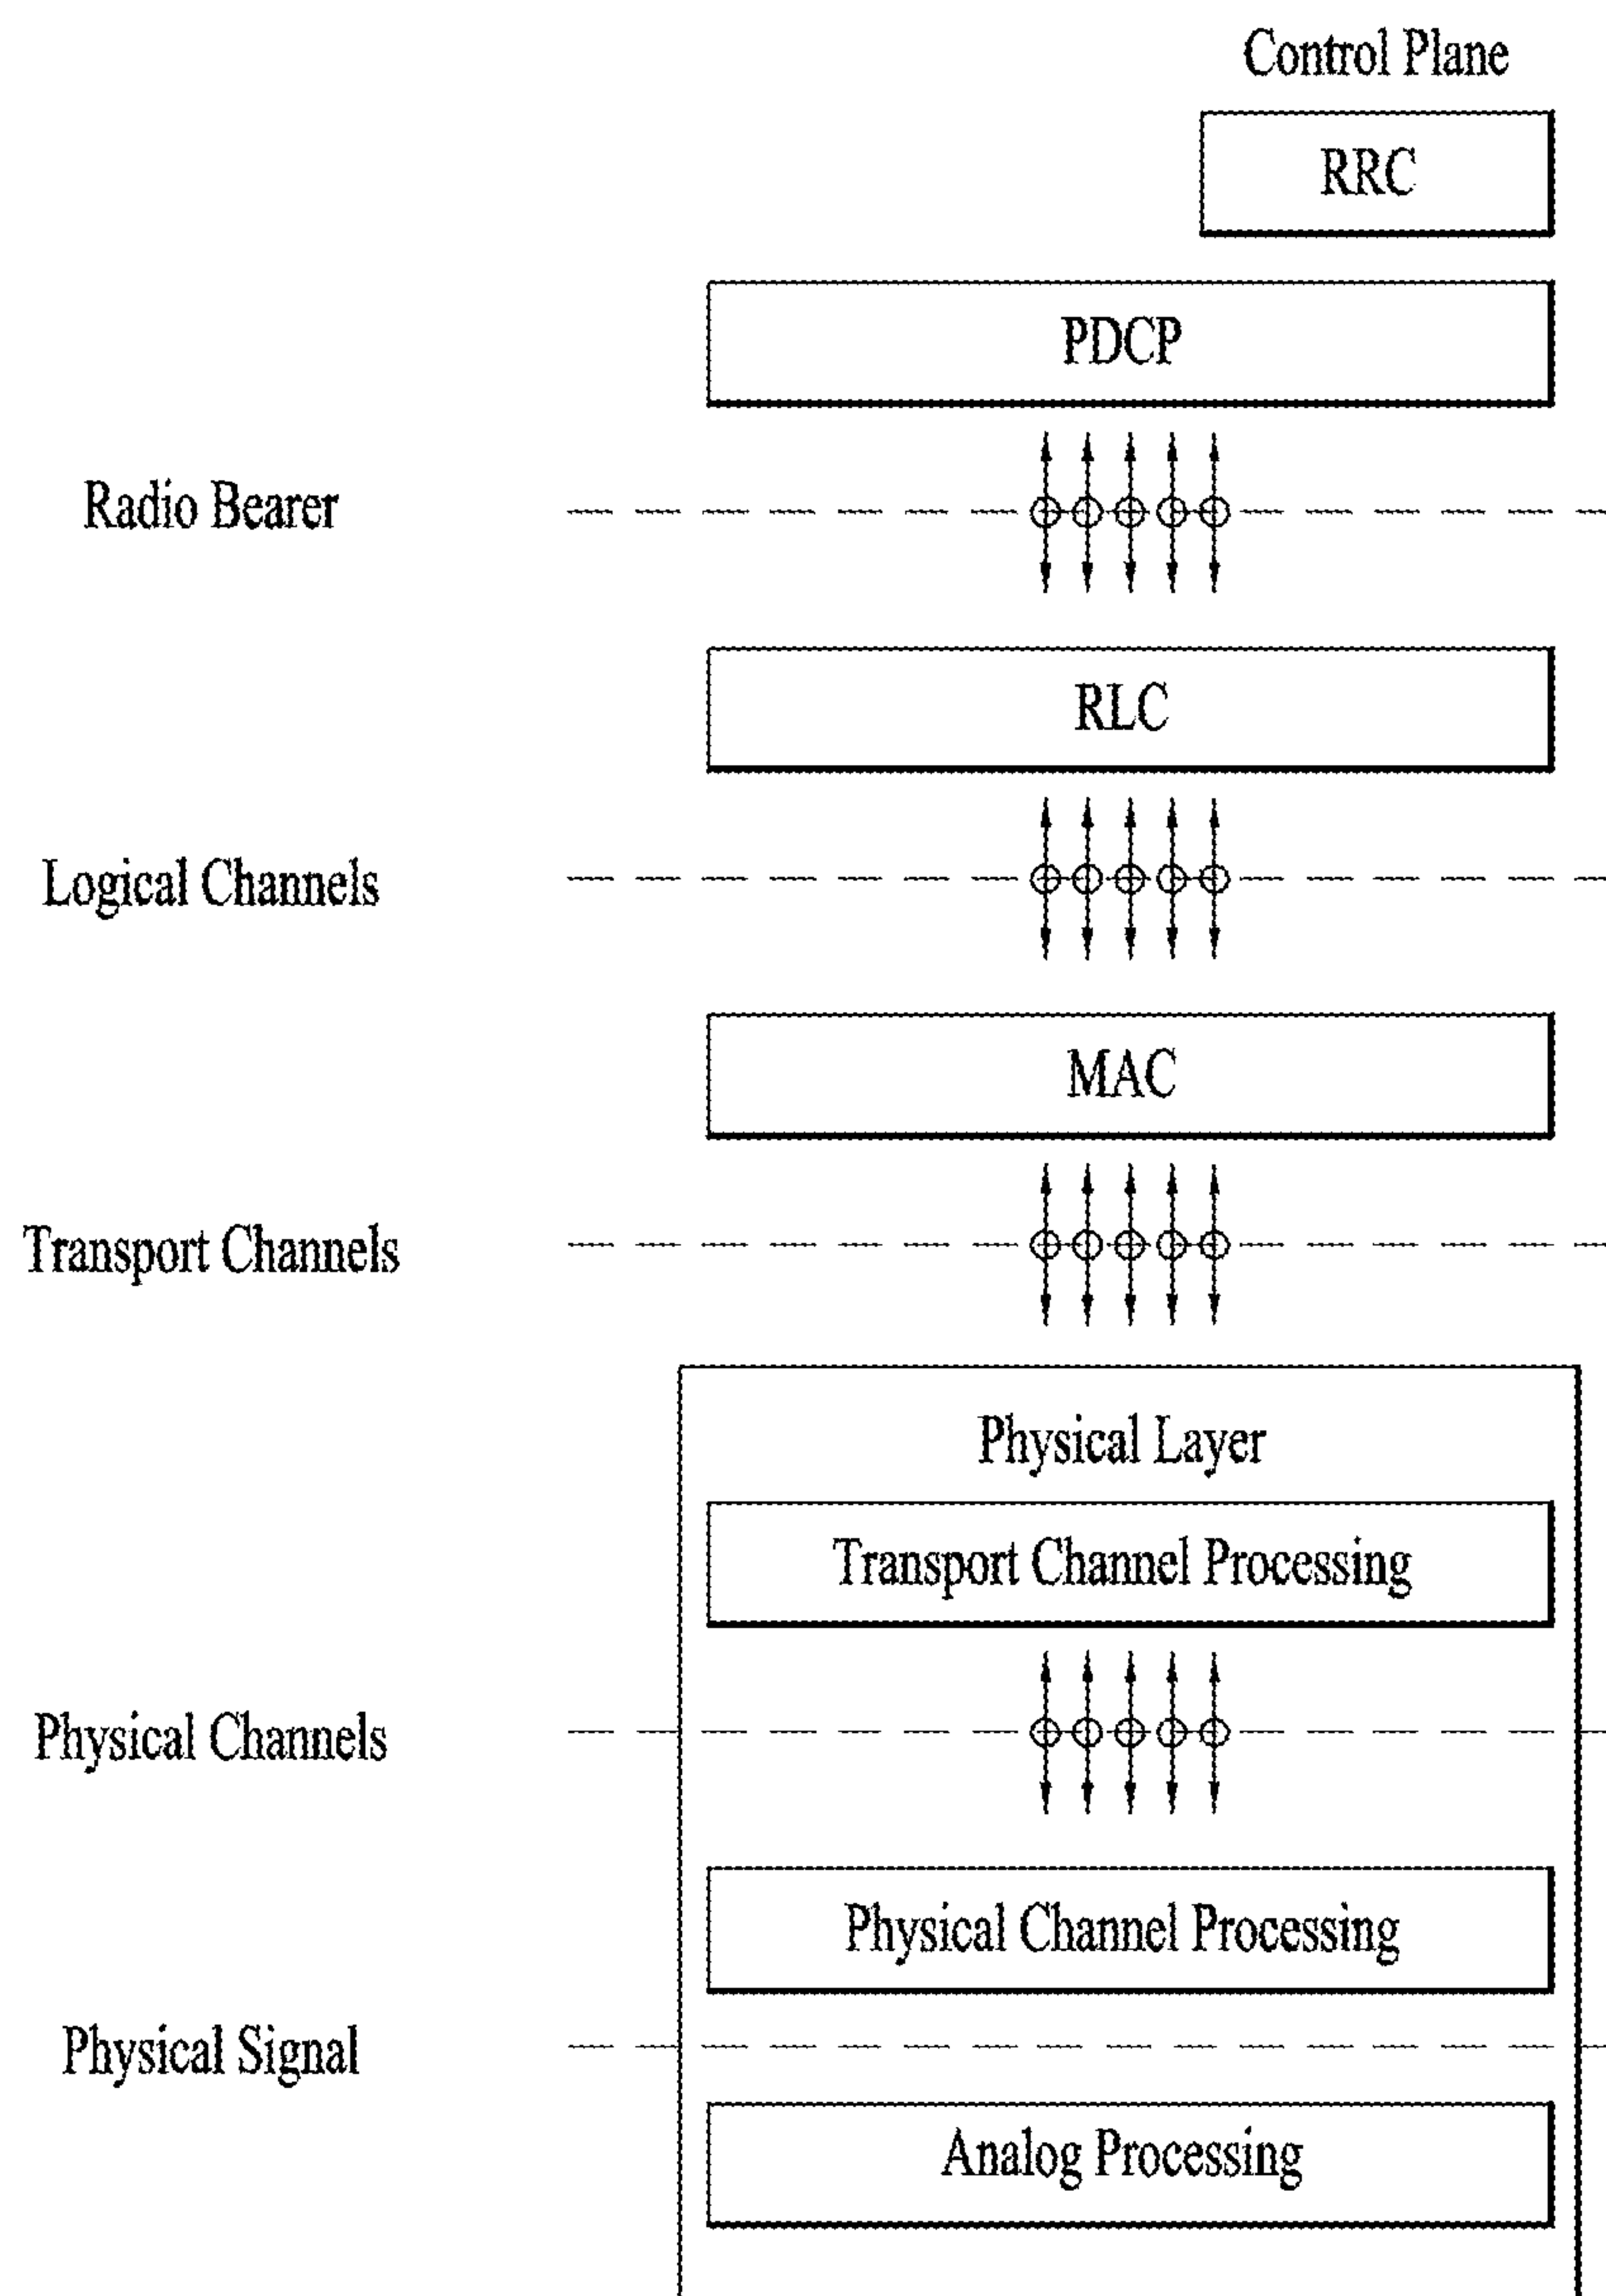 Control Plane
RRC
PDCP
Radio Bearer
RLC
Logical Channels
MAC
Transport Channels
Physical Layer
Transport Channel Processing
Physical Channels
Physical Channel Processing
Physical Signal
Analog Processing